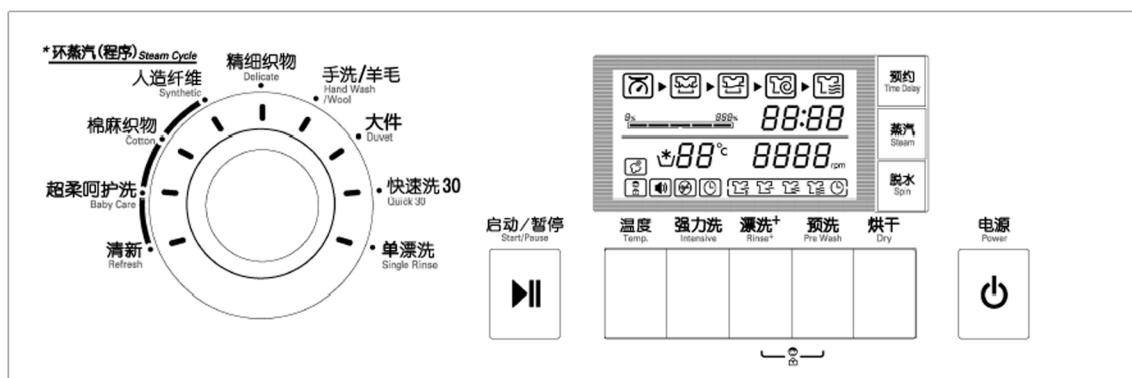 *环蒸汽(程序) Steam Cycle
人造纤维
Synthetic
棉麻织物
Cotton
超柔呵护洗
Baby Care
清新
Refresh
精细织物
Delicate
手洗/羊毛
Hand Wash
/Wool
大件
Duvet
快速洗30
Quick 30
单漂洗
Single Rinse
启动/暂停
Start/Pause
0% 888% 88:88
*88°C 8888rpm
预约
Time Delay
蒸汽
Steam
脱水
Spin
温度
Temp.
强力洗
Intensive
漂洗+
Rinse+
预洗
Pre Wash
烘干
Dry
电源
Power